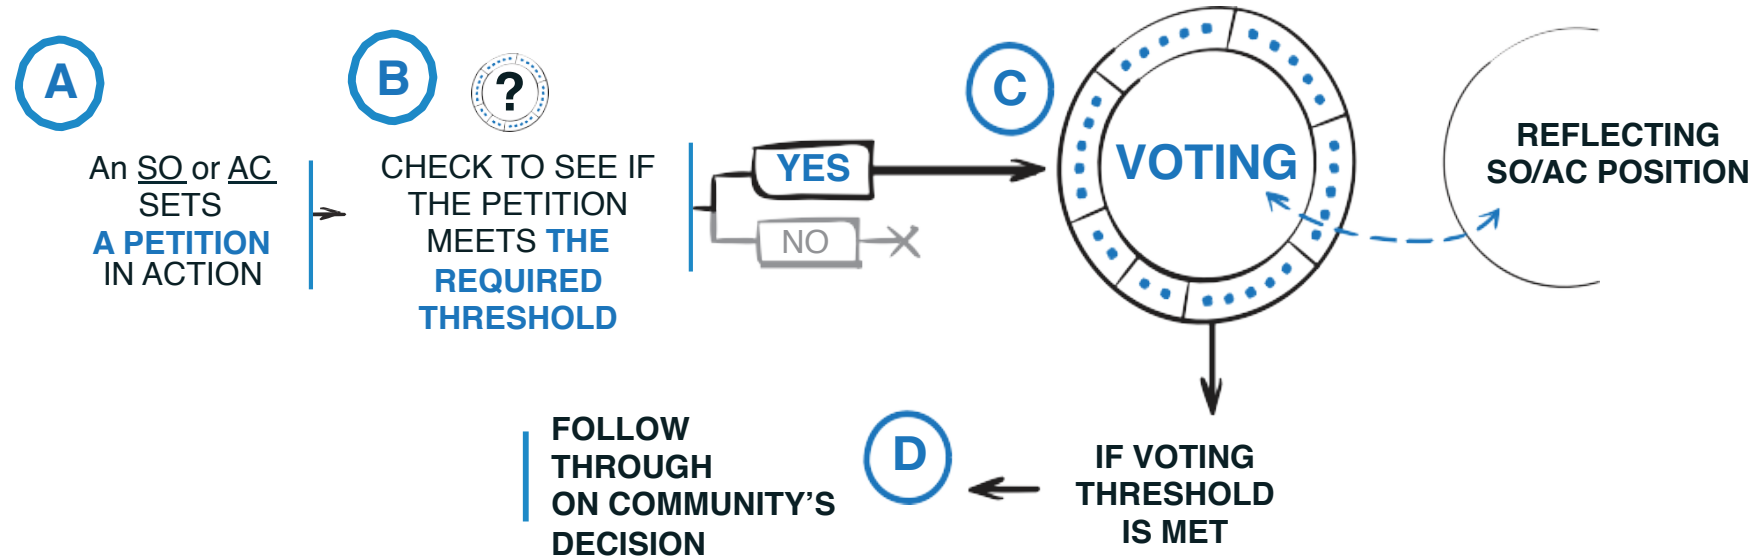 A
An SO or AC
SETS
A PETITION
IN ACTION
B
?
CHECK TO SEE IF
THE PETITION
MEETS THE
REQUIRED
THRESHOLD
YES
NO
C
VOTING
REFLECTING
SO/AC POSITION
IF VOTING
THRESHOLD
IS MET
D
FOLLOW
THROUGH
ON COMMUNITY’S
DECISION